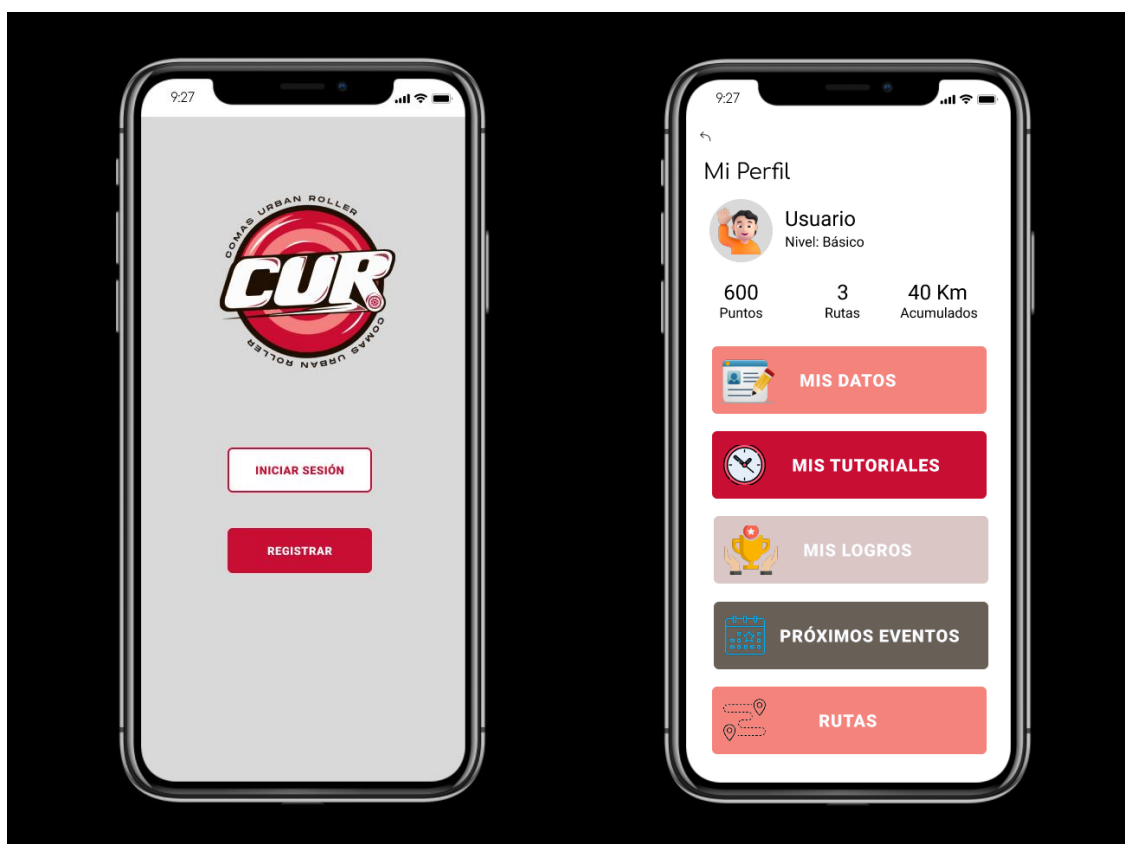 9:27
COMAS URBAN ROLLER
CUR
COMAS URBAN ROLLER
INICIAR SESIÓN
REGISTRAR
9:27
Mi Perfil
Usuario
Nivel: Básico
600 3 40 Km
Puntos Rutas Acumulados
MIS DATOS
MIS TUTORIALES
MIS LOGROS
PRÓXIMOS EVENTOS
RUTAS